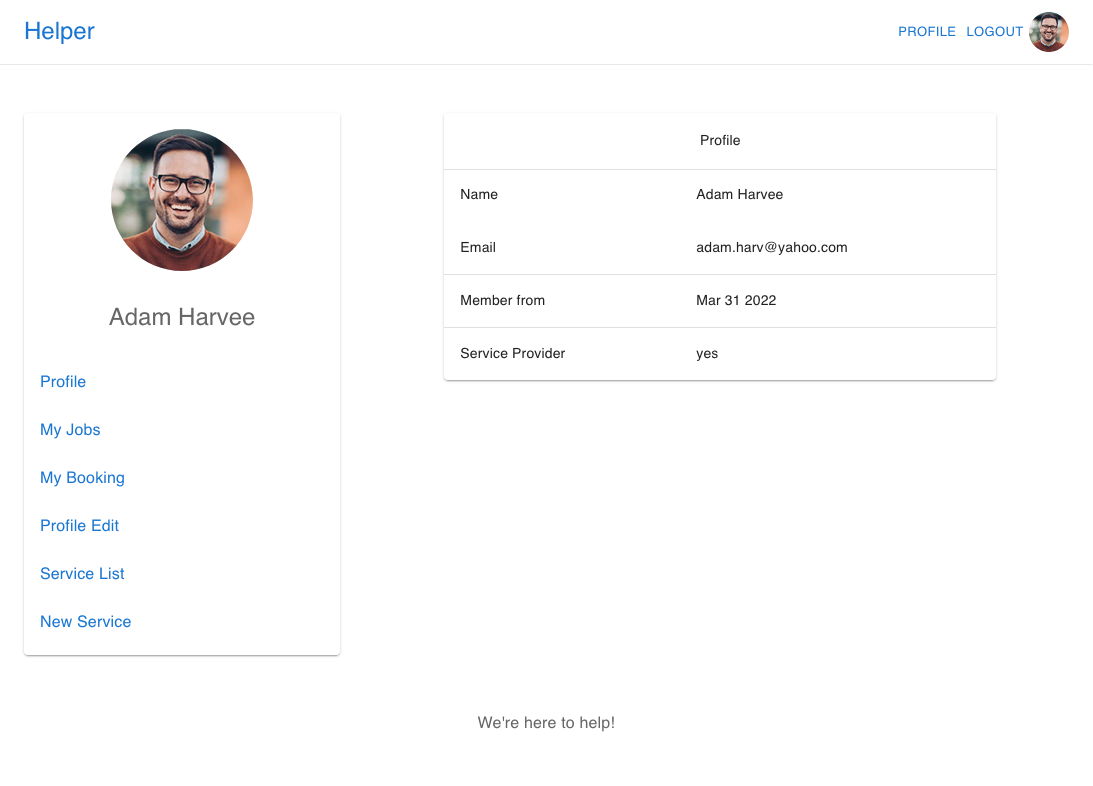 Helper
PROFILE LOGOUT
Adam Harvee
Profile
My Jobs
My Booking
Profile Edit
Service List
New Service
Profile
Name Adam Harvee
Email adam.harv@yahoo.com
Member from Mar 31 2022
Service Provider yes
We're here to help!